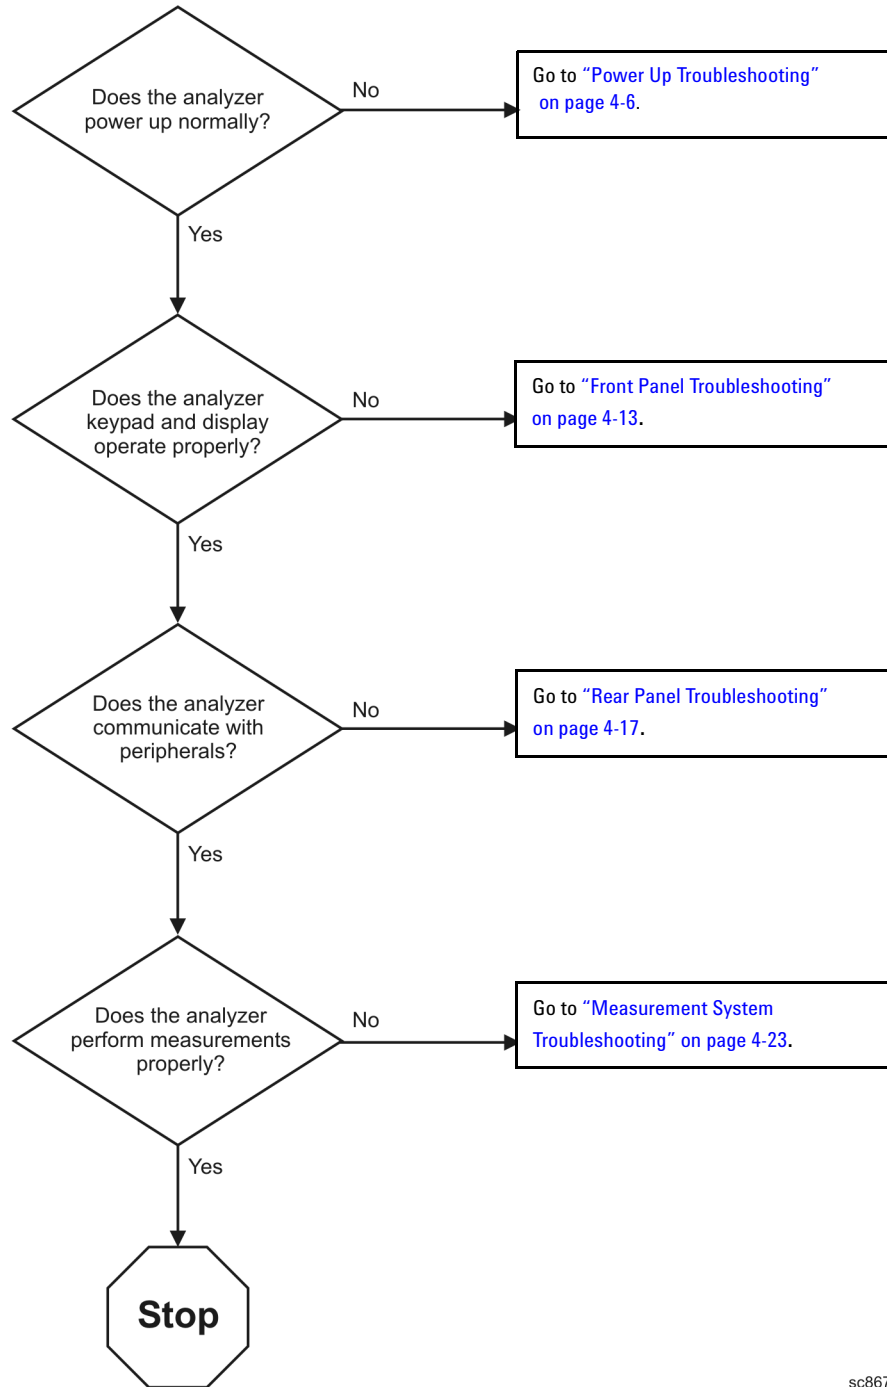 Does the analyzer
power up normally?
No
Go to “Power Up Troubleshooting”
on page 4-6.
Yes
Does the analyzer
keypad and display
operate properly?
No
Go to “Front Panel Troubleshooting”
on page 4-13.
Yes
Does the analyzer
communicate with
peripherals?
No
Go to “Rear Panel Troubleshooting”
on page 4-17.
Yes
Does the analyzer
perform measurements
properly?
No
Go to “Measurement System
Troubleshooting” on page 4-23.
Yes
Stop
sc867